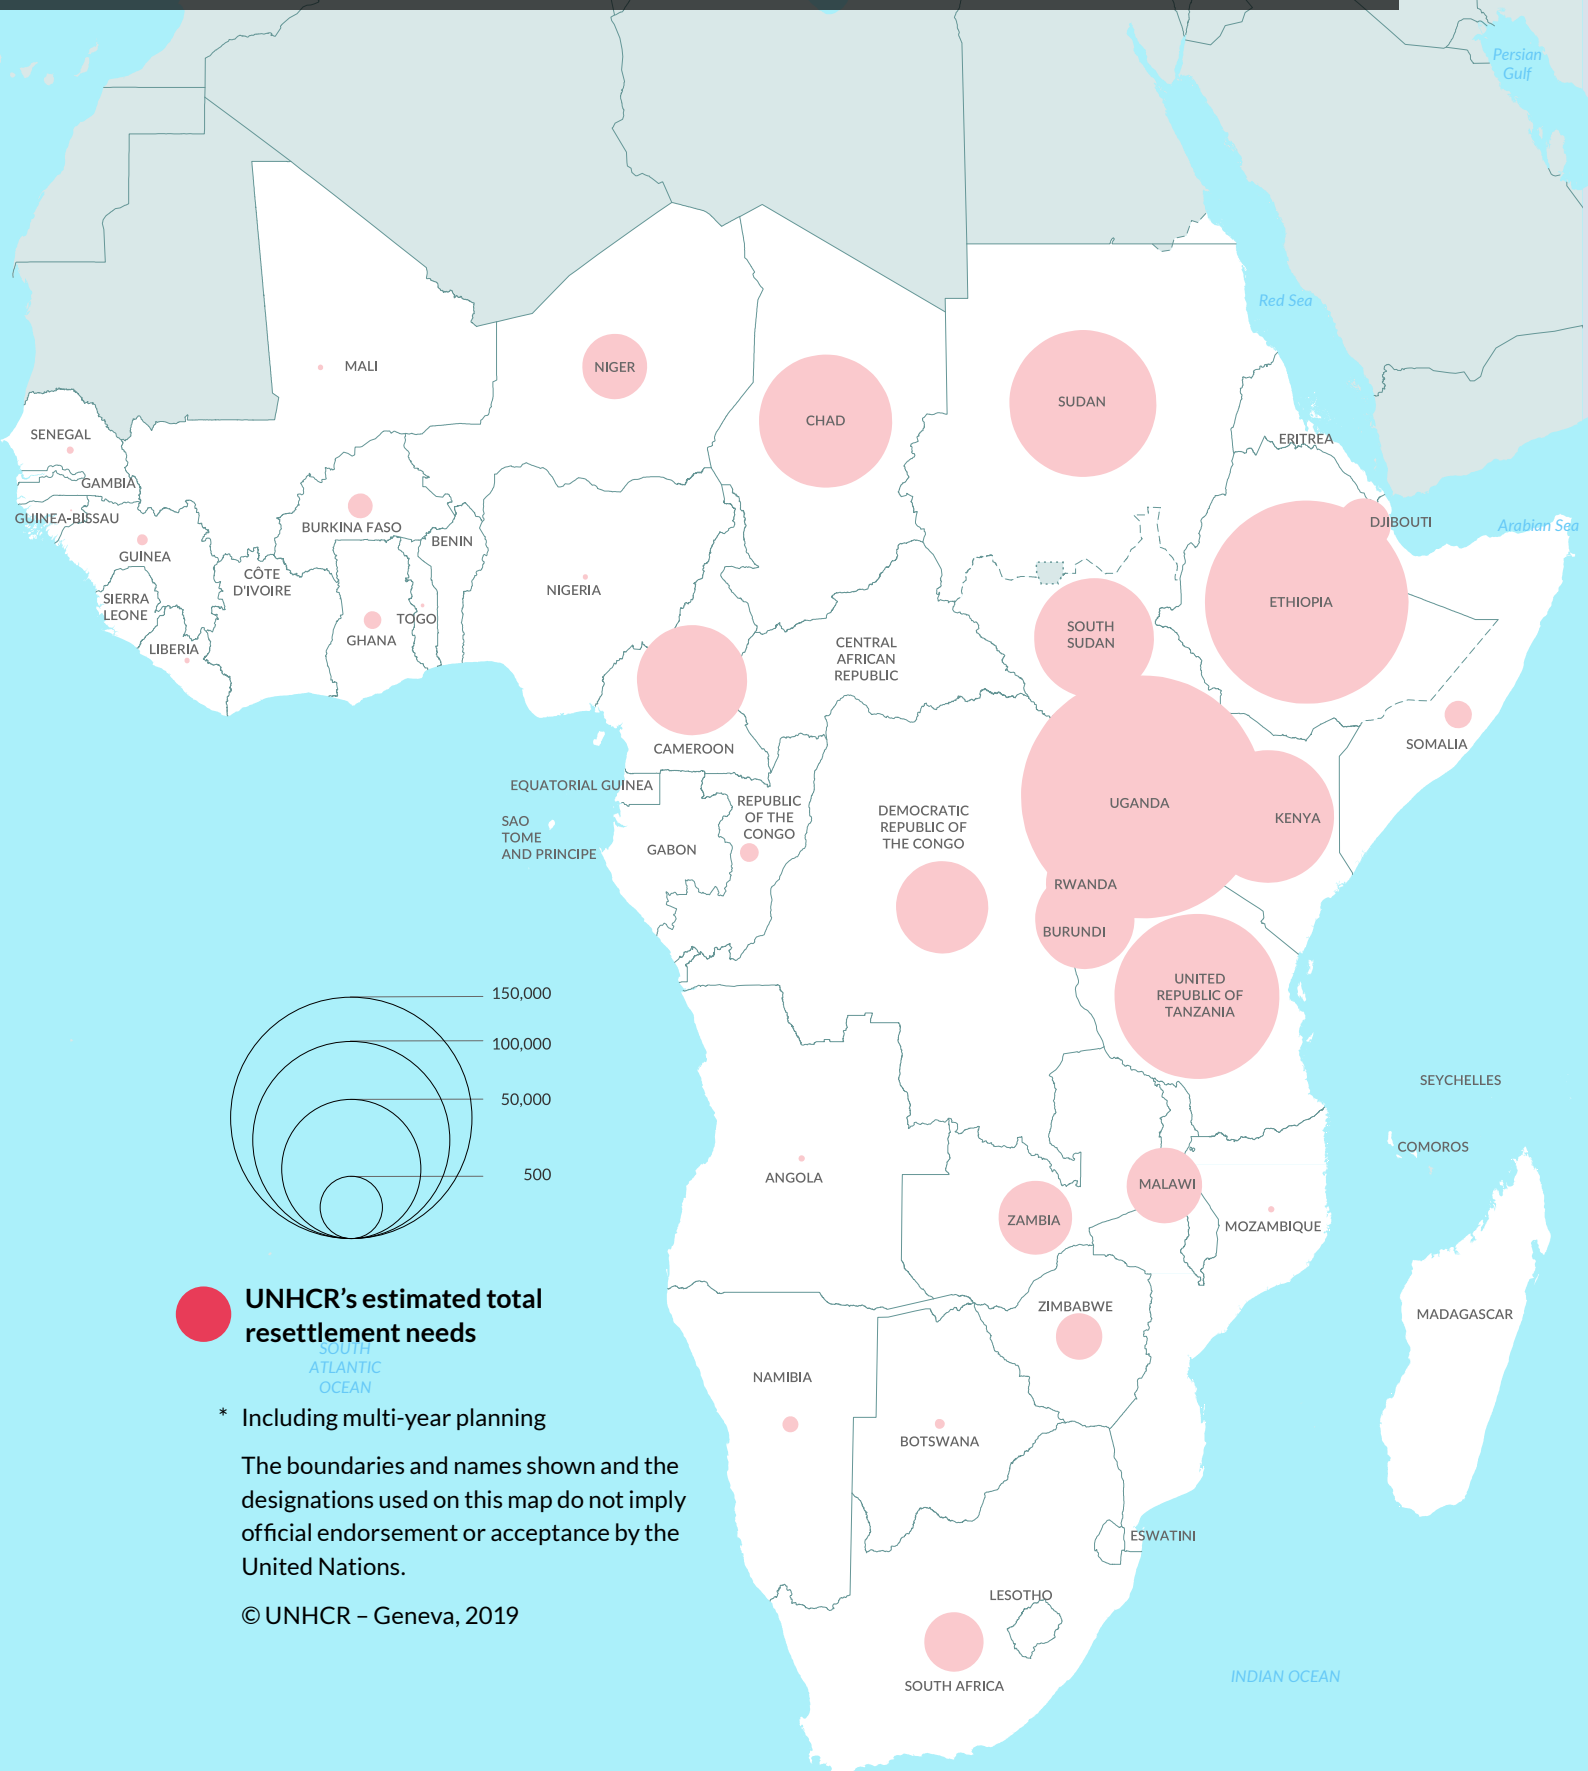 Persian
Gulf
Red Sea
MALI
NIGER
CHAD
SUDAN
SENEGAL
ERITREA
GAMBIA
GUINEA-BISSAU
BURKINA FASO
DJIBOUTI
Arabian Sea
BENIN
GUINEA
CÔTE
D'IVOIRE
NIGERIA
SIERRA
LEONE
ETHIOPIA
TOGO
GHANA
SOUTH
SUDAN
LIBERIA
CENTRAL
AFRICAN
REPUBLIC
CAMEROON
SOMALIA
EQUATORIAL GUINEA
REPUBLIC
OF THE
CONGO
DEMOCRATIC
REPUBLIC OF
THE CONGO
UGANDA
KENYA
SAO
TOME
AND PRINCIPE
GABON
RWANDA
BURUNDI
UNITED
REPUBLIC OF
TANZANIA
150,000
100,000
50,000
500
SEYCHELLES
COMOROS
ANGOLA
MALAWI
ZAMBIA
MOZAMBIQUE
UNHCR’s estimated total
resettlement needs
SOUTH
ATLANTIC
OCEAN
ZIMBABWE
MADAGASCAR
NAMIBIA
BOTSWANA
* Including multi-year planning
The boundaries and names shown and the
designations used on this map do not imply
official endorsement or acceptance by the
United Nations.
© UNHCR – Geneva, 2019
ESWATINI
LESOTHO
SOUTH AFRICA
INDIAN OCEAN